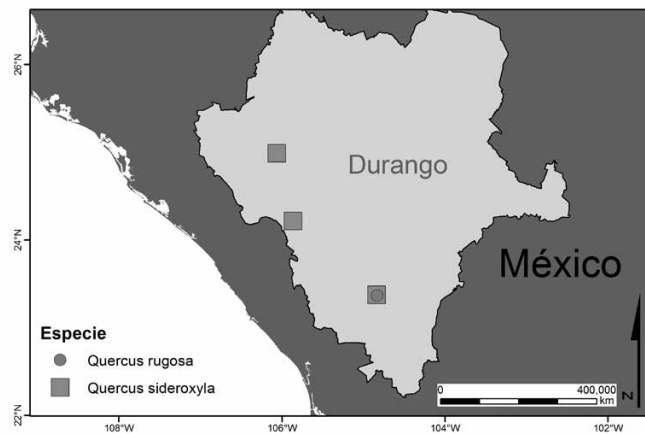 26°N
Durango
24°N
México
Especie
Quercus rugosa
Quercus sideroxyla
0 400,000
km
N
22°N
108°W 106°W 104°W 102°W